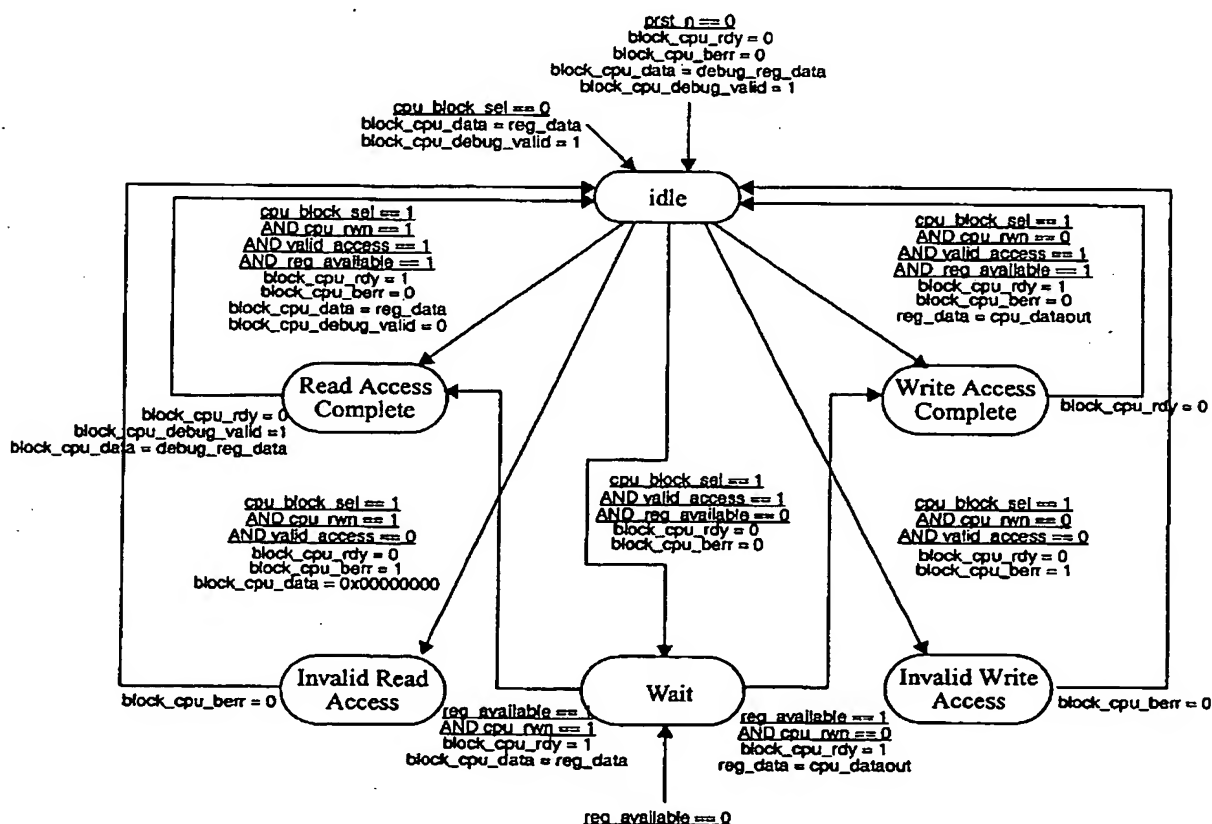 prst_n == 0
block_cpu_rdy = 0
block_cpu_berr = 0
block_cpu_data = debug_reg_data
block_cpu_debug_valid = 1
cpu_block_sel == 0
block_cpu_data = reg_data
block_cpu_debug_valid = 1
idle
cpu_block_sel == 1
AND cpu_rwn == 1
AND valid_access == 1
AND reg_available == 1
block_cpu_rdy = 1
block_cpu_berr = 0
block_cpu_data = reg_data
block_cpu_debug_valid = 0
cpu_block_sel == 1
AND cpu_rwn == 0
AND valid_access == 1
AND reg_available == 1
block_cpu_rdy = 1
block_cpu_berr = 0
reg_data = cpu_dataout
Read Access
Complete
Write Access
Complete
block_cpu_rdy = 0
block_cpu_debug_valid =1
block_cpu_data = debug_reg_data
block_cpu_rdy = 0
cpu_block_sel == 1
AND cpu_rwn == 1
AND valid_access == 0
block_cpu_rdy = 0
block_cpu_berr = 1
block_cpu_data = 0x00000000
cpu_block_sel == 1
AND valid_access == 1
AND reg_available == 0
block_cpu_rdy = 0
block_cpu_berr = 0
cpu_block_sel == 1
AND cpu_rwn == 0
AND valid_access == 0
block_cpu_rdy = 0
block_cpu_berr = 1
Invalid Read
Access
Wait
Invalid Write
Access
block_cpu_berr = 0
reg_available == 1
AND cpu_rwn == 1
block_cpu_rdy = 1
block_cpu_data = reg_data
reg_available == 1
AND cpu_rwn == 0
block_cpu_rdy = 1
reg_data = cpu_dataout
block_cpu_berr = 0
reg_available == 0